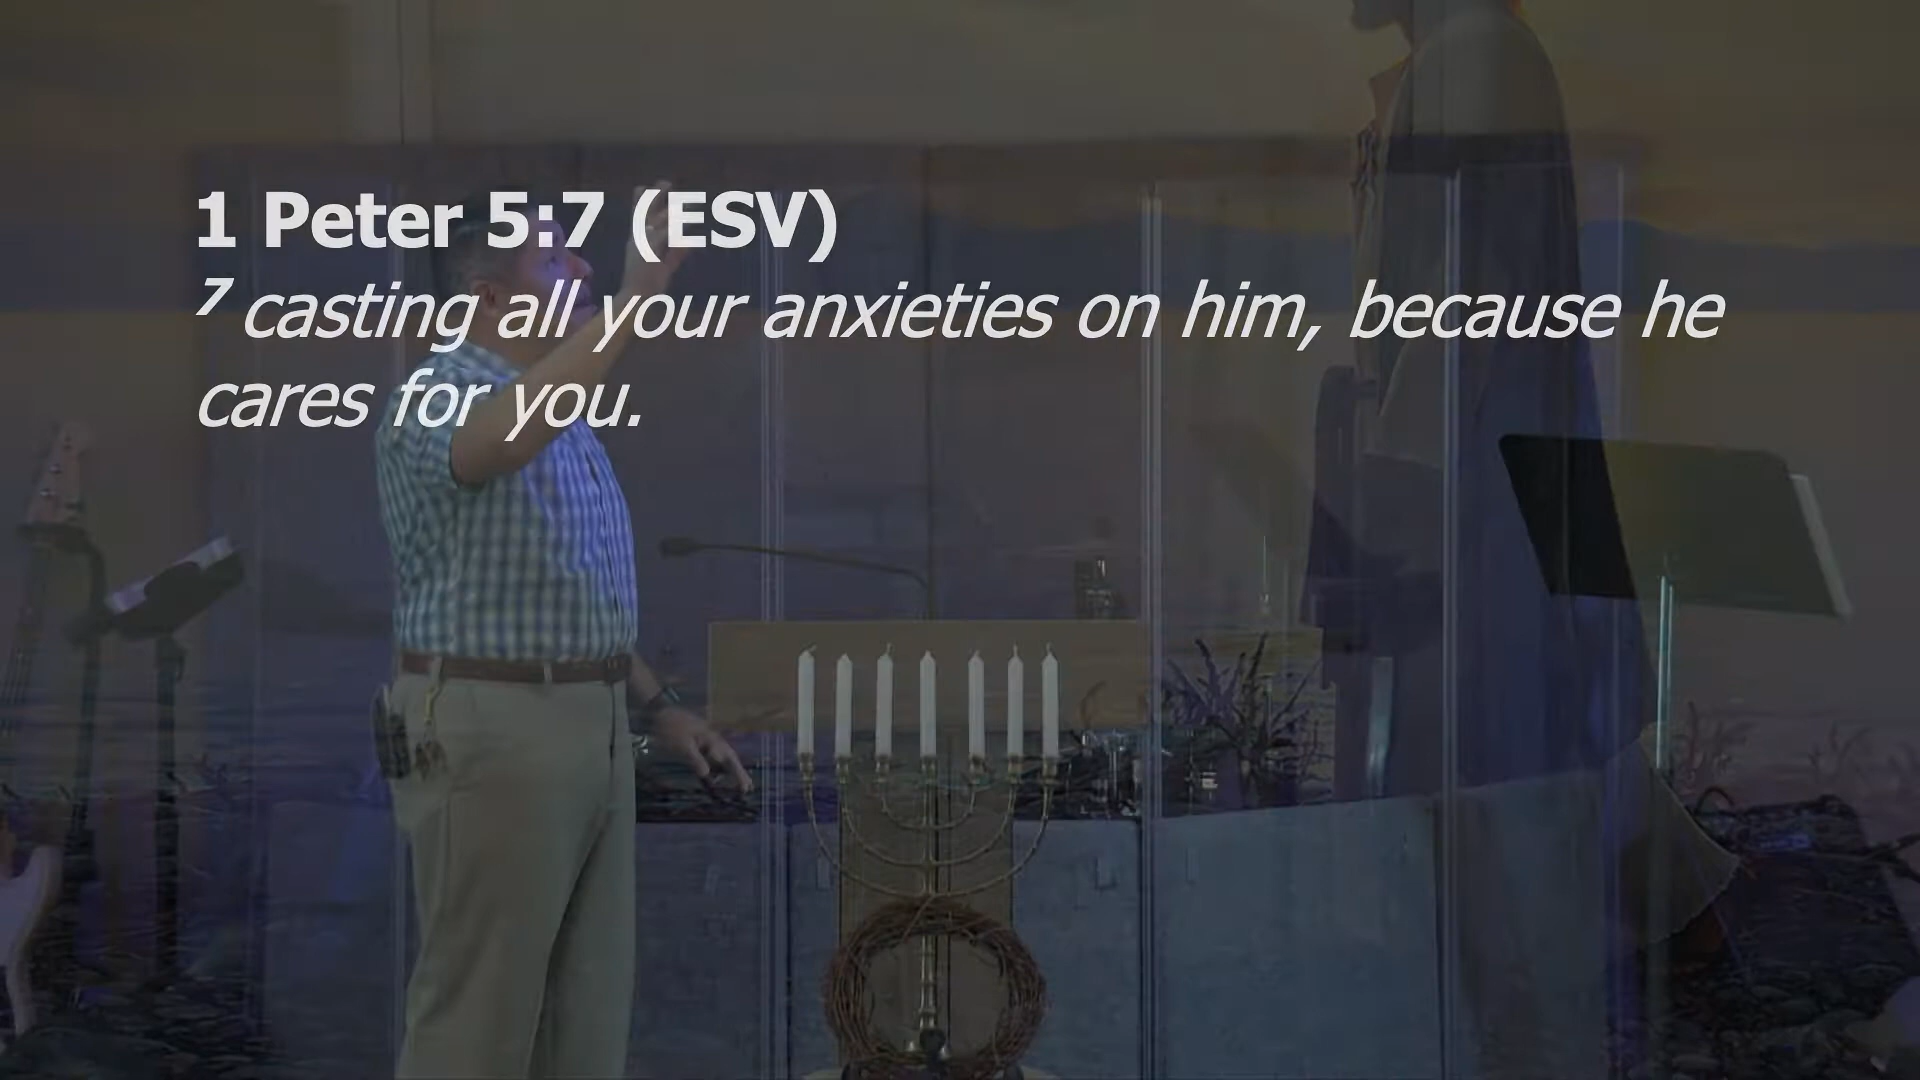 1 Peter 5:7 (ESV)
7 casting all your anxieties on him, because he
cares for you.